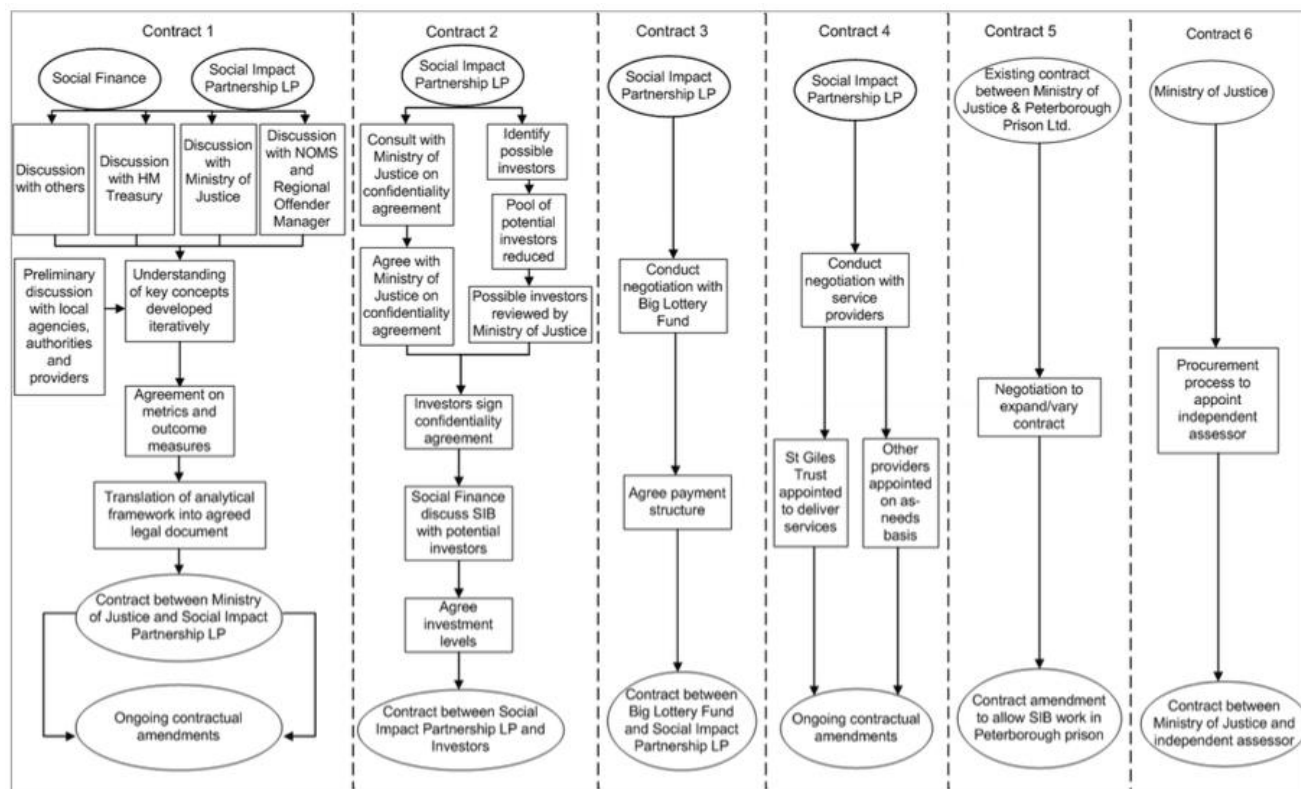 Contract 1
Social Finance
Social Impact
Partnership LP
Discussion
with others
Discussion
with HM
Treasury
Discussion
with
Ministry of
Justice
Discussion
with NOMS
and
Regional
Offender
Manager
Preliminary
discussion
with local
agencies,
authorities
and
providers
Understanding
of key concepts
developed
iteratively
Agreement on
metrics and
outcome
measures
Translation of analytical
framework into agreed
legal document
Contract between Ministry
of Justice and Social Impact
Partnership LP
Ongoing contractual
amendments
Contract 2
Social Impact
Partnership LP
Consult with
Ministry of
Justice on
confidentiality
agreement
Identify
possible
investors
Pool of
potential
investors
reduced
Agree with
Ministry of
Justice on
confidentiality
agreement
Possible investors
reviewed by
Ministry of Justice
Investors sign
confidentiality
agreement
Social Finance
discuss SIB
with potential
investors
Agree
investment
levels
Contract between Social
Impact Partnership LP and
Investors
Contract 3
Social Impact
Partnership LP
Conduct
negotiation with
Big Lottery
Fund
Agree payment
structure
Contract between
Big Lottery Fund
and Social Impact
Partnership LP
Contract 4
Social Impact
Partnership LP
Conduct
negotiation with
service
providers
St Giles
Trust
appointed
to deliver
services
Other
providers
appointed
on as-
needs
basis
Ongoing contractual
amendments
Contract 5
Existing contract
between Ministry of
Justice & Peterborough
Prison Ltd.
Negotiation to
expand/vary
contract
Contract amendment
to allow SIB work in
Peterborough prison
Contract 6
Ministry of Justice
Procurement
process to
appoint
independent
assessor
Contract between
Ministry of Justice and
independent assessor